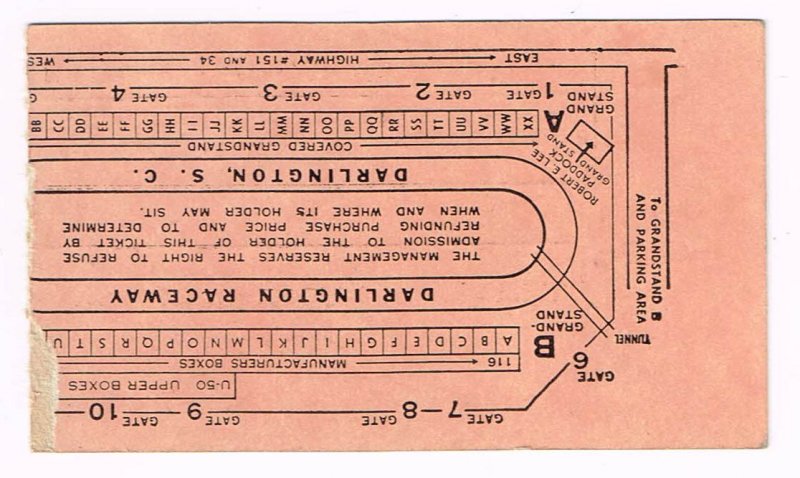 GATE 7—8 GATE
GATE 9
GATE 10
GATE 6
U-50 UPPER BOXES
116 MANUFACTURERS BOXES
B
GRAND-
STAND
A B C D E F G H I J K L M N O P Q R S T U
TUNNEL
To GRANDSTAND B
AND PARKING AREA
DARLINGTON RACEWAY
THE MANAGEMENT RESERVES THE RIGHT TO REFUSE
ADMISSION TO THE HOLDER OF THIS TICKET BY
REFUNDING PURCHASE PRICE AND TO DETERMINE
WHEN AND WHERE ITS HOLDER MAY SIT.
DARLINGTON, S. C.
ROBERT E. LEE
PADDOCK
GRAND STAND
COVERED GRANDSTAND
A
GRAND
STAND
XX WW VV UU TT SS RR QQ PP OO NN MM LL KK JJ II HH GG FF EE DD CC BB
GATE 1
GATE 2
GATE 3
GATE 4
G
EAST HIGHWAY #151 AND 34 WES